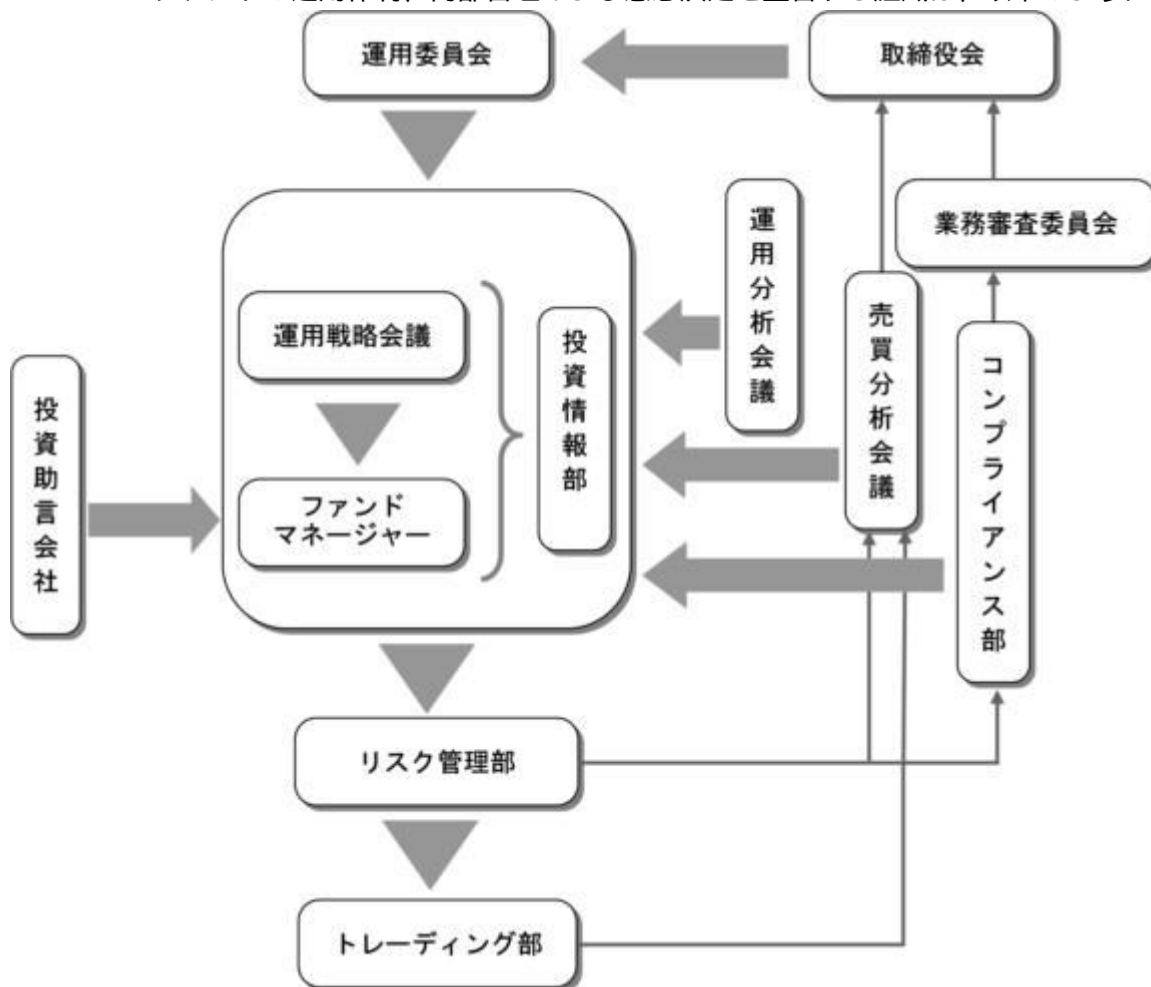 運用委員会
取締役会
運用分析会議
業務審査委員会
売買分析会議
コンプライアンス部
運用戦略会議
投資情報部
投資助言会社
ファンド
マネージャー
リスク管理部
トレーディング部